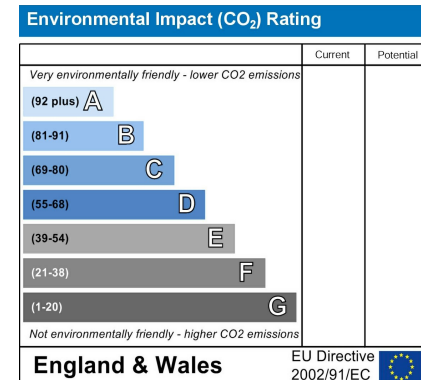 Environmental Impact (CO₂) Rating
Current Potential
Very environmentally friendly - lower CO2 emissions
(92 plus) A
(81-91) B
(69-80) C
(55-68) D
(39-54) E
(21-38) F
(1-20) G
Not environmentally friendly - higher CO2 emissions
England & Wales
EU Directive
2002/91/EC